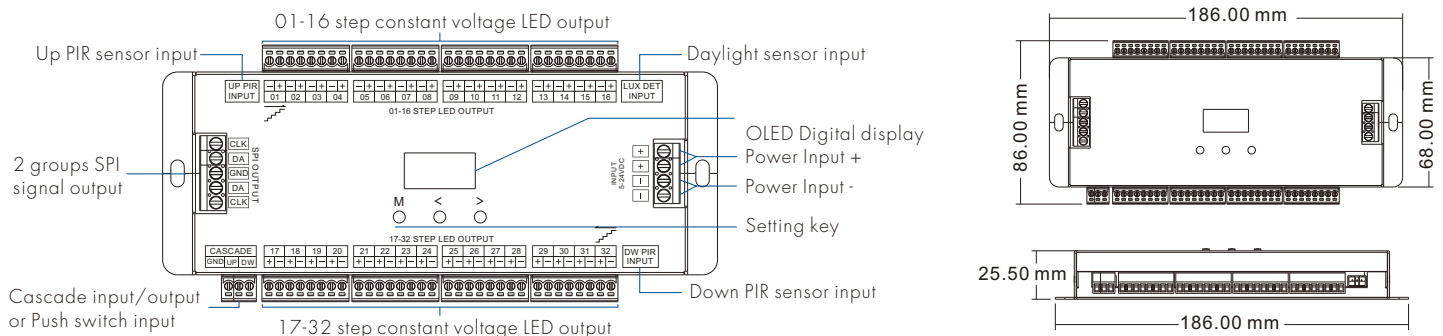 01-16 step constant voltage LED output
Up PIR sensor input
Daylight sensor input
UP PIR
INPUT
- + - + - + - +
01 02 03 04
- + - + - + - +
05 06 07 08
- + - + - + - +
09 10 11 12
- + - + - + - +
13 14 15 16
LUX DET
INPUT
01-16 STEP LED OUTPUT
2 groups SPI
signal output
CLK
DA
GND
DA
CLK
SPI OUTPUT
OLED Digital display
Power Input +
Power Input -
INPUT
5-24VDC
+
+
-
-
M < >
Setting key
17-32 STEP LED OUTPUT
CASCADE
GND UP DW
17 18 19 20
+ - + - + - + -
21 22 23 24
+ - + - + - + -
25 26 27 28
+ - + - + - + -
29 30 31 32
+ - + - + - + -
DW PIR
INPUT
Cascade input/output
or Push switch input
Down PIR sensor input
17-32 step constant voltage LED output
186.00 mm
86.00 mm
68.00 mm
25.50 mm
186.00 mm